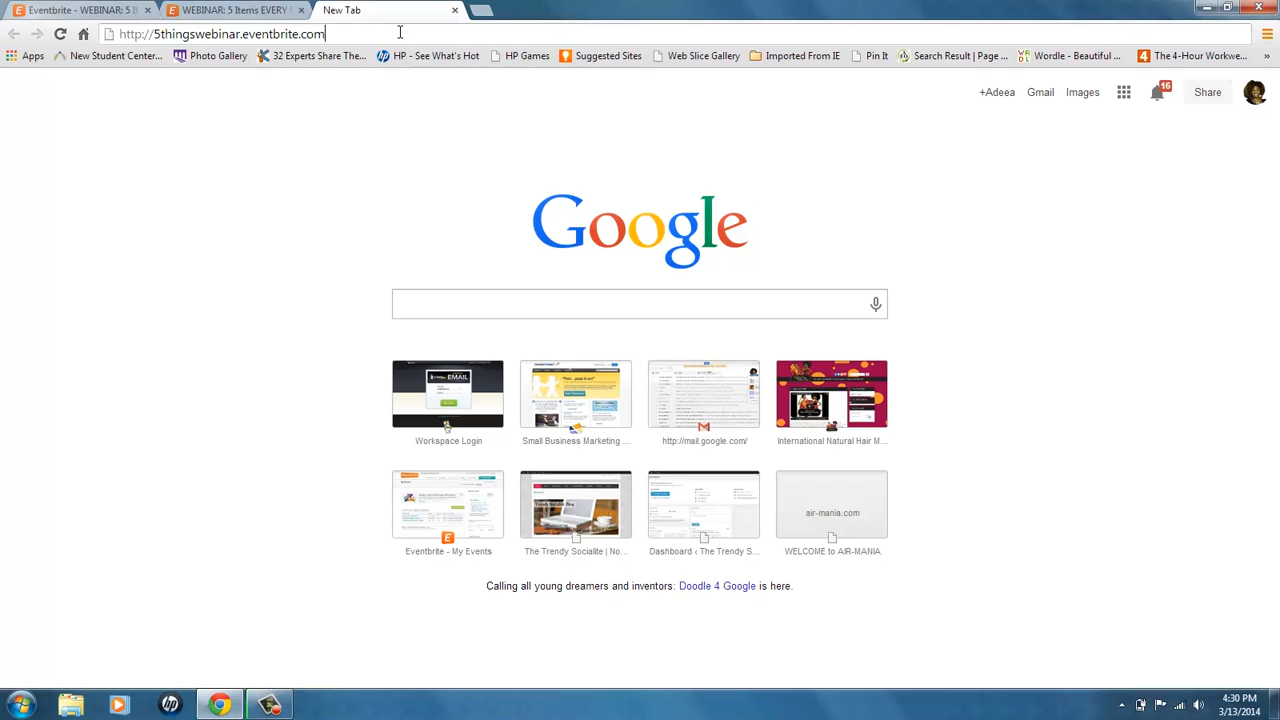 Eventbrite - WEBINAR: 5 It
WEBINAR: 5 Items EVERY
New Tab
http://5thingswebinar.eventbrite.com
Apps
New Student Center...
Photo Gallery
32 Experts Share The...
HP - See What's Hot
HP Games
Suggested Sites
Web Slice Gallery
Imported From IE
Pin It
Search Result | Page ...
Wordle - Beautiful ...
The 4-Hour Workwe...
»
+Adeea
Gmail
Images
16
Share
Google
EMAIL
Workspace Login
Small Business Marketing ...
http://mail.google.com/
International Natural Hair M...
air-mania.com
Eventbrite - My Events
The Trendy Socialite | No...
Dashboard ‹ The Trendy S...
WELCOME to AIR-MANIA
Calling all young dreamers and inventors: Doodle 4 Google is here.
4:30 PM
3/13/2014